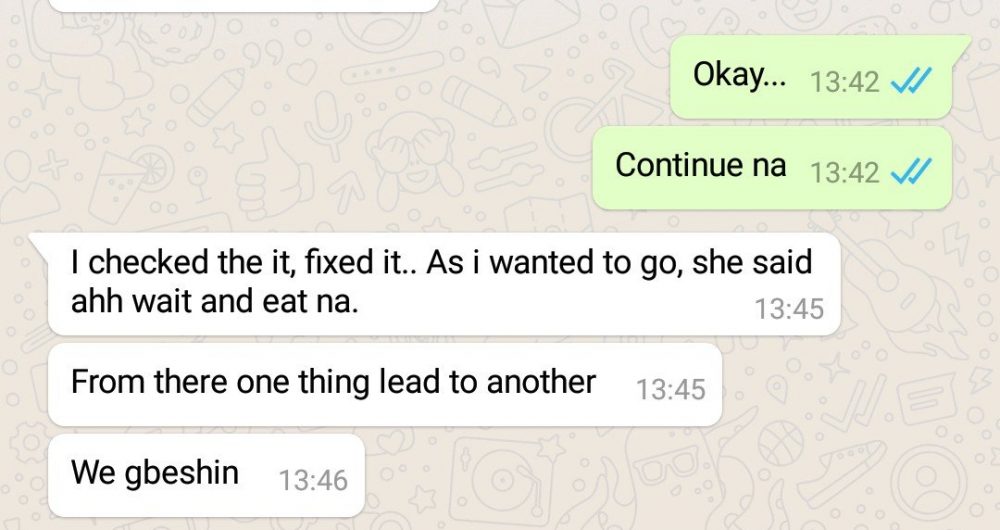 Okay... 13:42
Continue na 13:42
I checked the it, fixed it.. As i wanted to go, she said
ahh wait and eat na. 13:45
From there one thing lead to another 13:45
We gbeshin 13:46